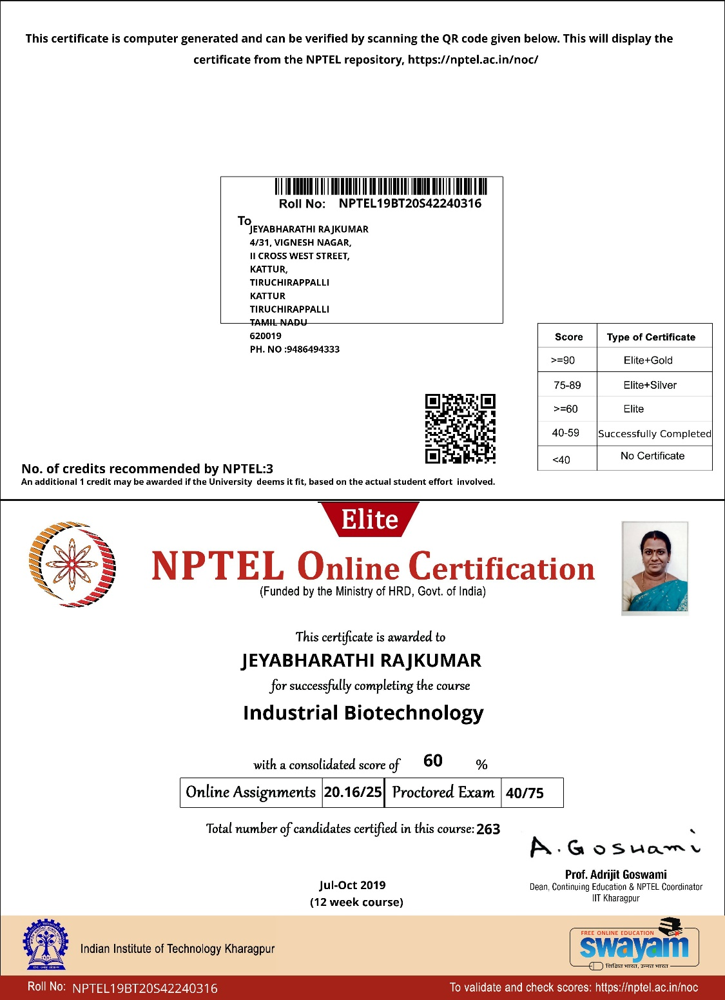 This certificate is computer generated and can be verified by scanning the QR code given below. This will display the
certificate from the NPTEL repository, https://nptel.ac.in/noc/
Roll No: NPTEL19BT20S42240316
To
JEYABHARATHI RAJKUMAR
4/31, VIGNESH NAGAR,
II CROSS WEST STREET,
KATTUR,
TIRUCHIRAPPALLI
KATTUR
TIRUCHIRAPPALLI
TAMIL NADU
620019
PH. NO :9486494333
Score Type of Certificate
>=90 Elite+Gold
75-89 Elite+Silver
>=60 Elite
40-59 Successfully Completed
<40 No Certificate
No. of credits recommended by NPTEL:3
An additional 1 credit may be awarded if the University deems it fit, based on the actual student effort involved.
Elite
NPTEL Online Certification
(Funded by the Ministry of HRD, Govt. of India)
This certificate is awarded to
JEYABHARATHI RAJKUMAR
for successfully completing the course
Industrial Biotechnology
with a consolidated score of 60 %
Online Assignments 20.16/25 Proctored Exam 40/75
Total number of candidates certified in this course: 263
A. Goswami
Prof. Adrijit Goswami
Dean, Continuing Education & NPTEL Coordinator
IIT Kharagpur
Jul-Oct 2019
(12 week course)
Indian Institute of Technology Kharagpur
FREE ONLINE EDUCATION
swayam
शिक्षित भारत, उन्नत भारत
Roll No: NPTEL19BT20S42240316
To validate and check scores: https://nptel.ac.in/noc